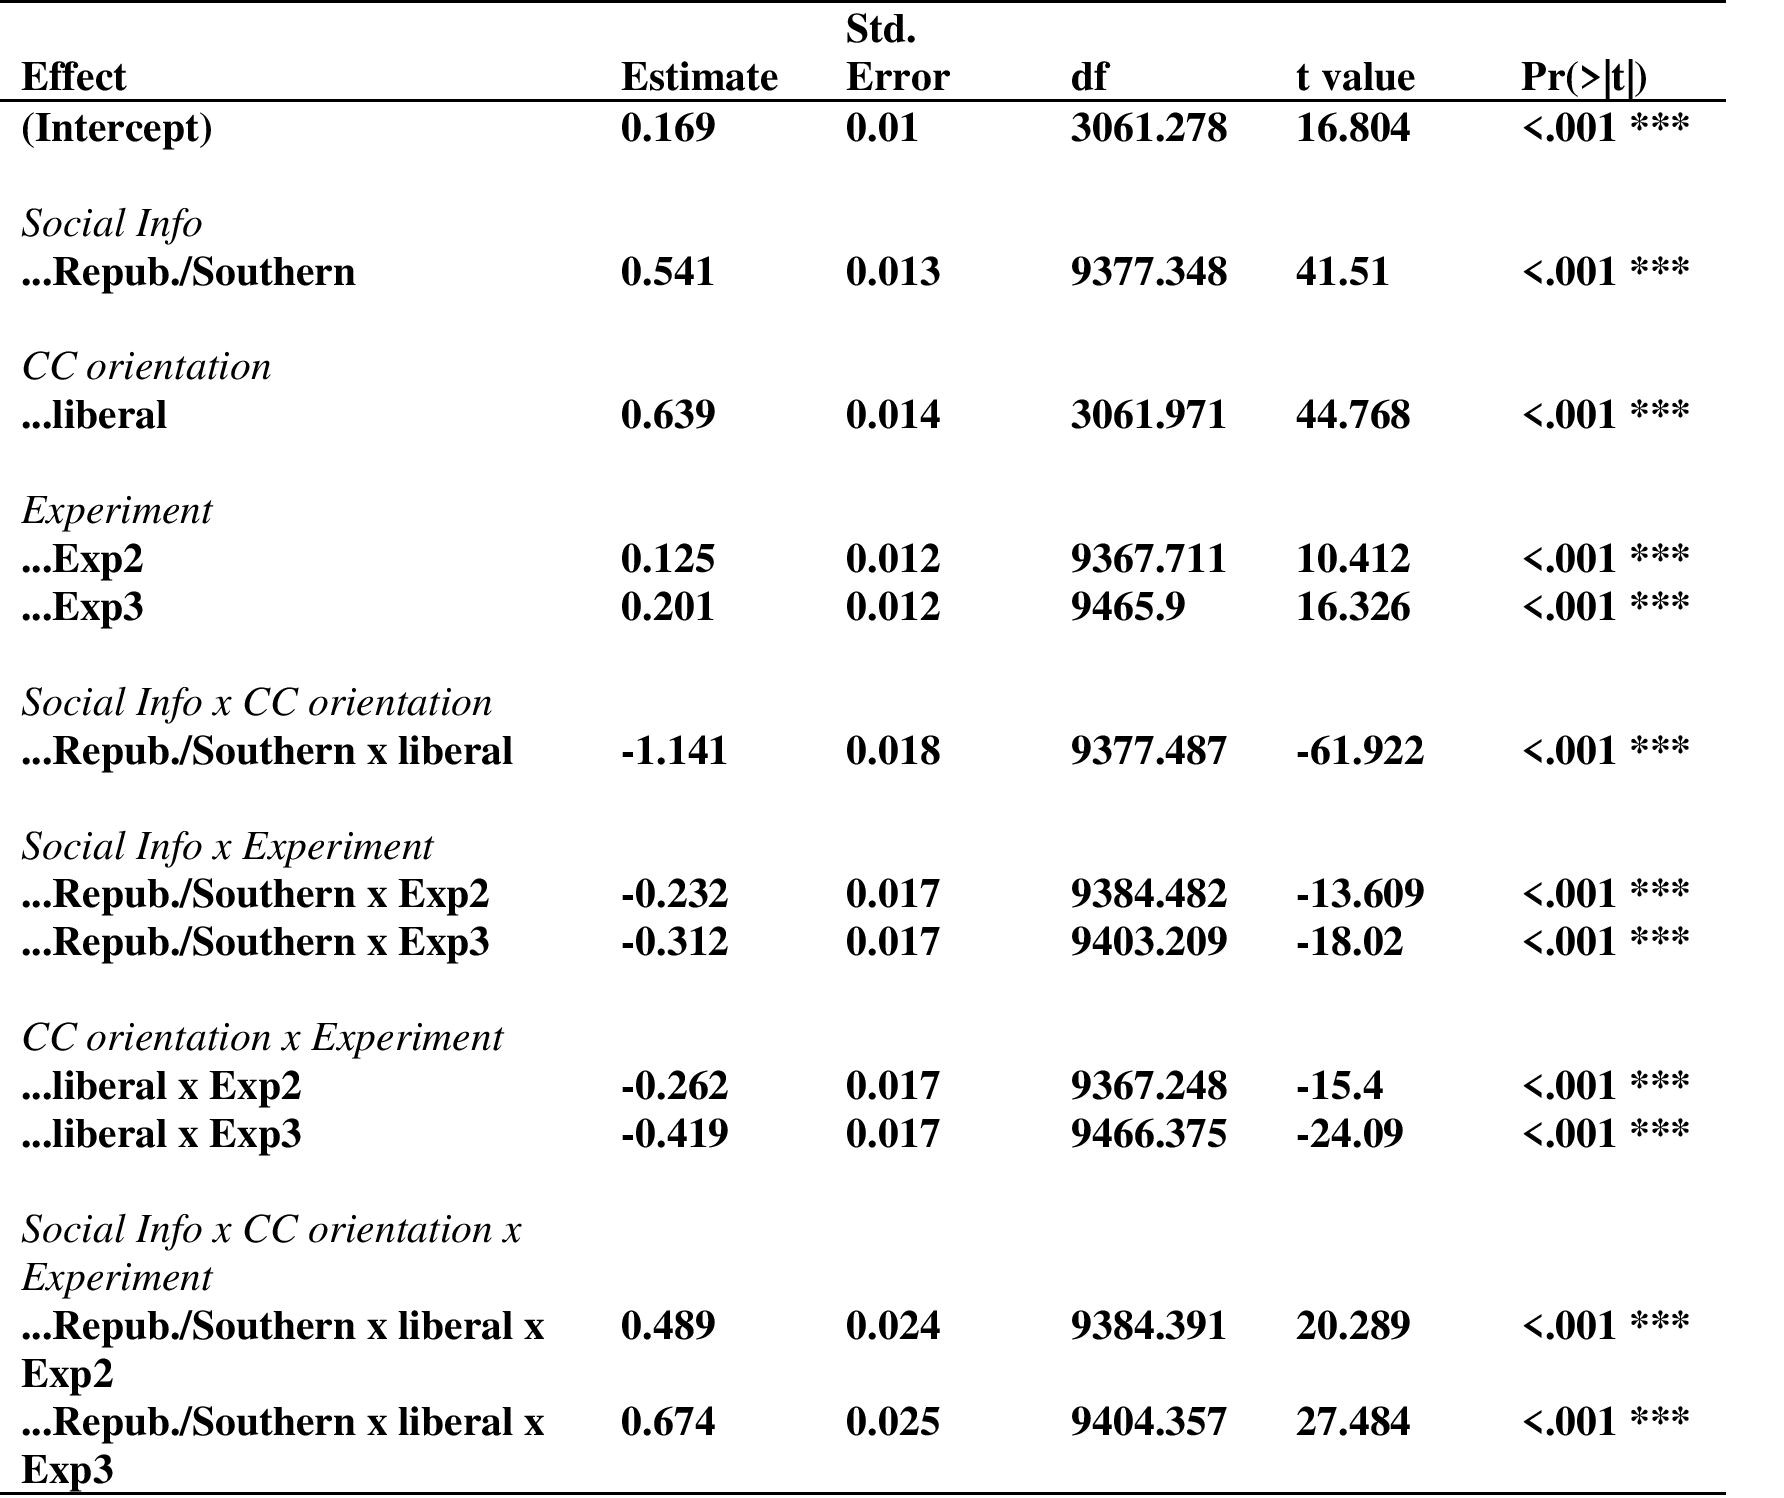 Std.
Effect Estimate Error df t value Pr(>|t|)
(Intercept) 0.169 0.01 3061.278 16.804 <.001 ***
Social Info
...Repub./Southern 0.541 0.013 9377.348 41.51 <.001 ***
CC orientation
...liberal 0.639 0.014 3061.971 44.768 <.001 ***
Experiment
...Exp2 0.125 0.012 9367.711 10.412 <.001 ***
...Exp3 0.201 0.012 9465.9 16.326 <.001 ***
Social Info x CC orientation
...Repub./Southern x liberal -1.141 0.018 9377.487 -61.922 <.001 ***
Social Info x Experiment
...Repub./Southern x Exp2 -0.232 0.017 9384.482 -13.609 <.001 ***
...Repub./Southern x Exp3 -0.312 0.017 9403.209 -18.02 <.001 ***
CC orientation x Experiment
...liberal x Exp2 -0.262 0.017 9367.248 -15.4 <.001 ***
...liberal x Exp3 -0.419 0.017 9466.375 -24.09 <.001 ***
Social Info x CC orientation x
Experiment
...Repub./Southern x liberal x 0.489 0.024 9384.391 20.289 <.001 ***
Exp2
...Repub./Southern x liberal x 0.674 0.025 9404.357 27.484 <.001 ***
Exp3